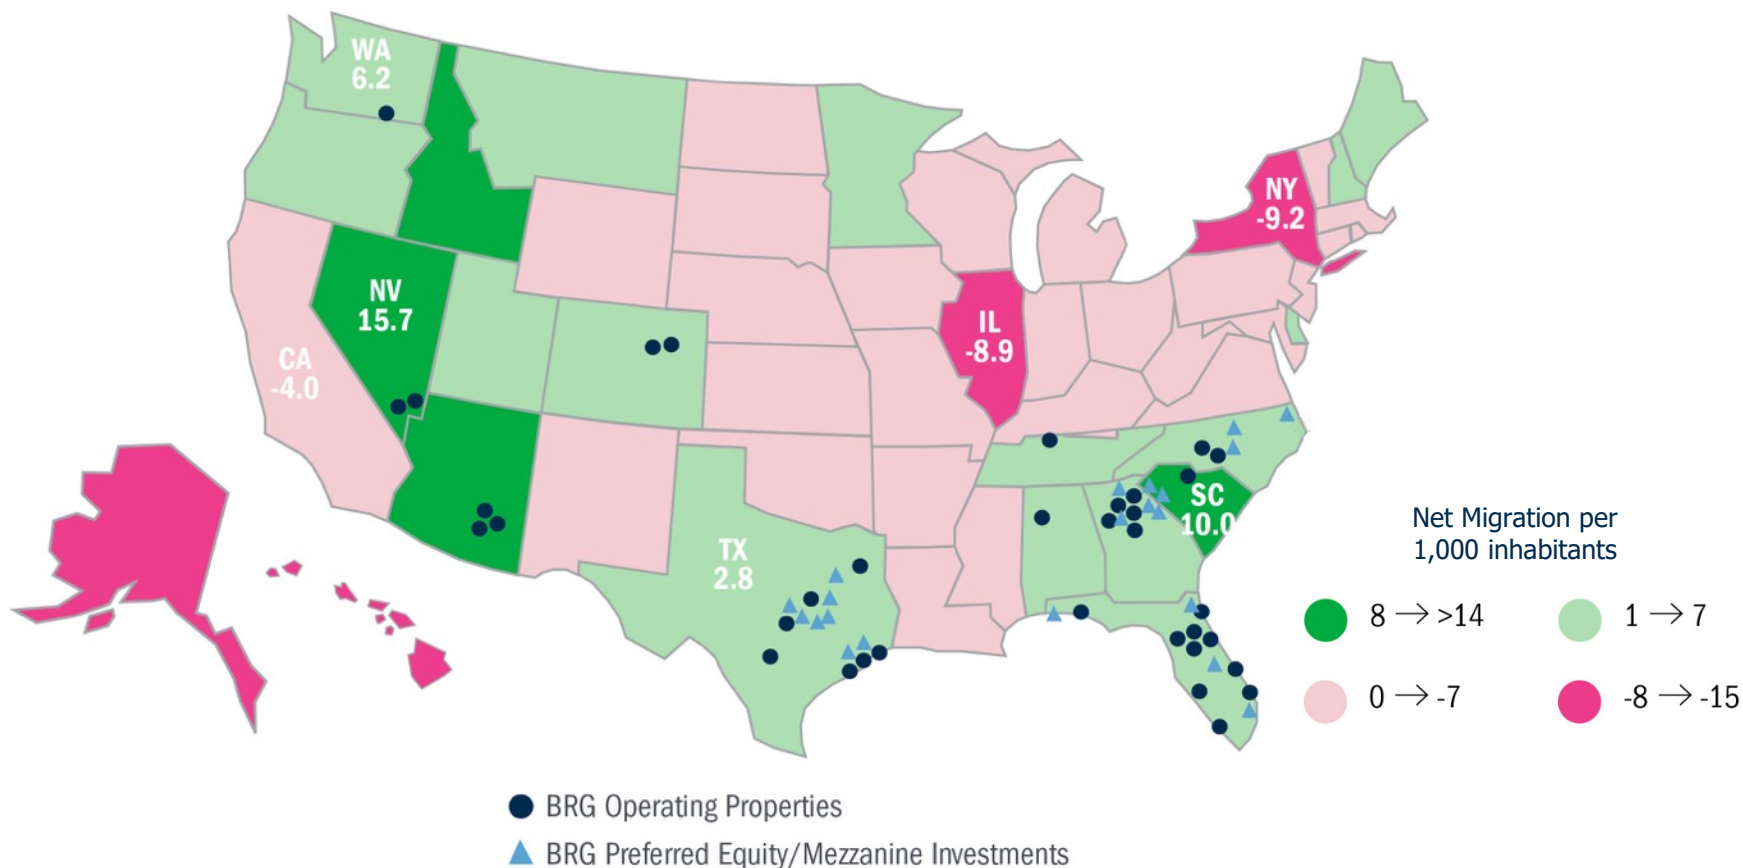 WA
6.2
NV
15.7
CA
-4.0
NY
-9.2
IL
-8.9
SC
10.0
TX
2.8
Net Migration per
1,000 inhabitants
8 → >14
1 → 7
0 → -7
-8 → -15
BRG Operating Properties
BRG Preferred Equity/Mezzanine Investments